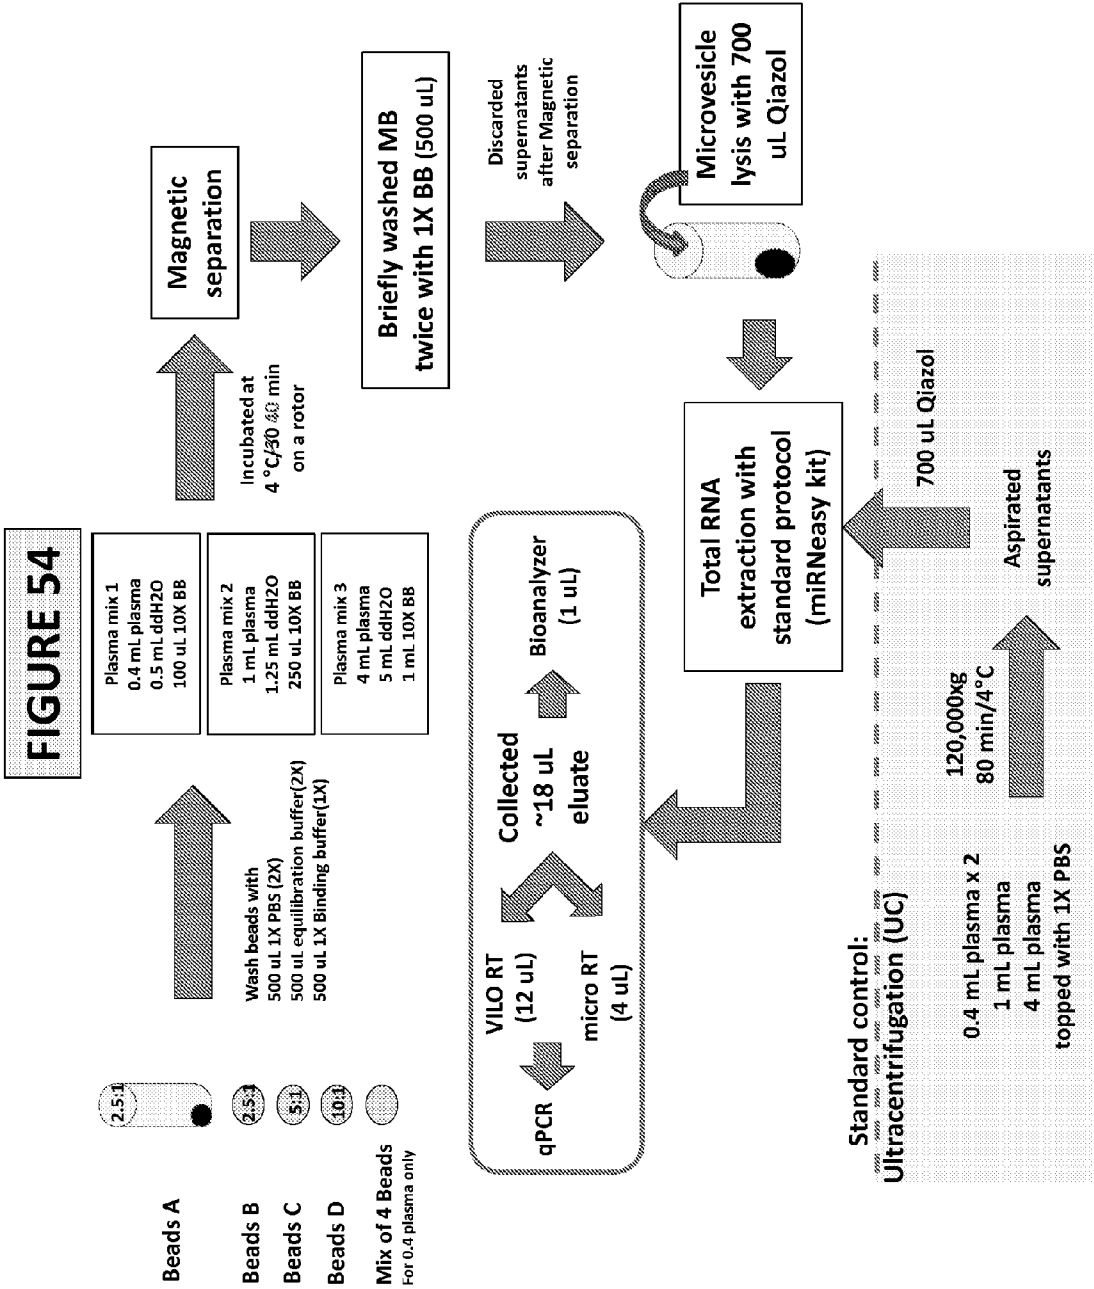 FIGURE 54
Beads A
2.5:1
Beads B
2.5:1
Beads C
5:1
Beads D
10:1
Mix of 4 Beads
For 0.4 plasma only
Wash beads with
500 uL 1X PBS (2X)
500 uL equilibration buffer(2X)
500 uL 1X Binding buffer(1X)
Plasma mix 1
0.4 mL plasma
0.5 mL ddH2O
100 uL 10X BB
Plasma mix 2
1 mL plasma
1.25 mL ddH2O
250 uL 10X BB
Plasma mix 3
4 mL plasma
5 mL ddH2O
1 mL 10X BB
Incubated at
4 °C/30 40 min
on a rotor
Magnetic
separation
Briefly washed MB
twice with 1X BB (500 uL)
Discarded
supernatants
after Magnetic
separation
Microvesicle
lysis with 700
uL Qiazol
Total RNA
extraction with
standard protocol
(miRNeasy kit)
Collected
~18 uL
eluate
Bioanalyzer
(1 uL)
VILO RT
(12 uL)
micro RT
(4 uL)
qPCR
Standard control:
Ultracentrifugation (UC)
0.4 mL plasma x 2
1 mL plasma
4 mL plasma
topped with 1X PBS
120,000xg
80 min/4°C
Aspirated
supernatants
700 uL Qiazol